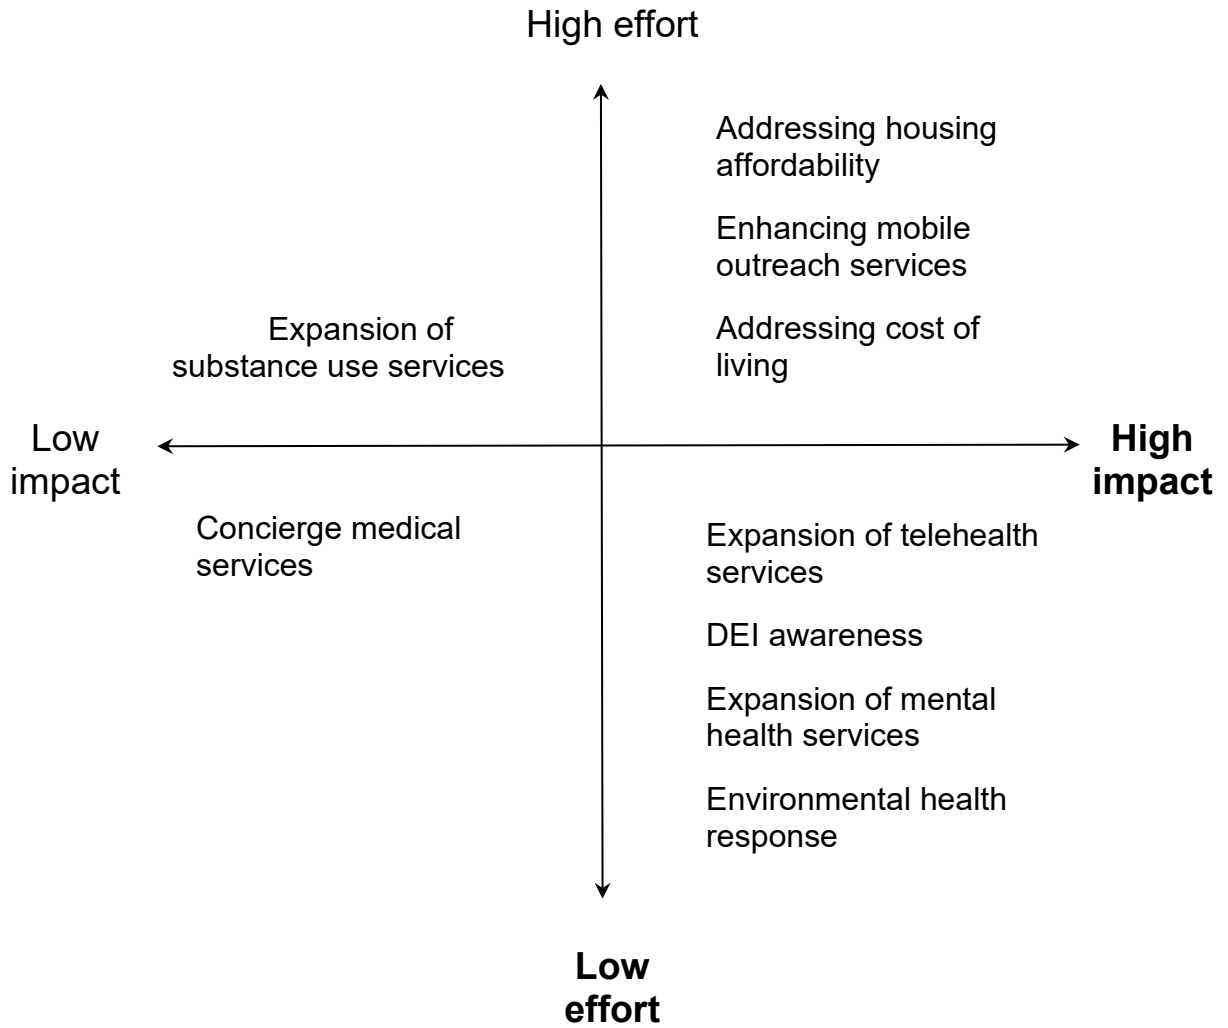 High effort
Addressing housing
affordability
Enhancing mobile
outreach services
Expansion of
substance use services
Addressing cost of
living
Low
impact
High
impact
Concierge medical
services
Expansion of telehealth
services
DEI awareness
Expansion of mental
health services
Environmental health
response
Low
effort